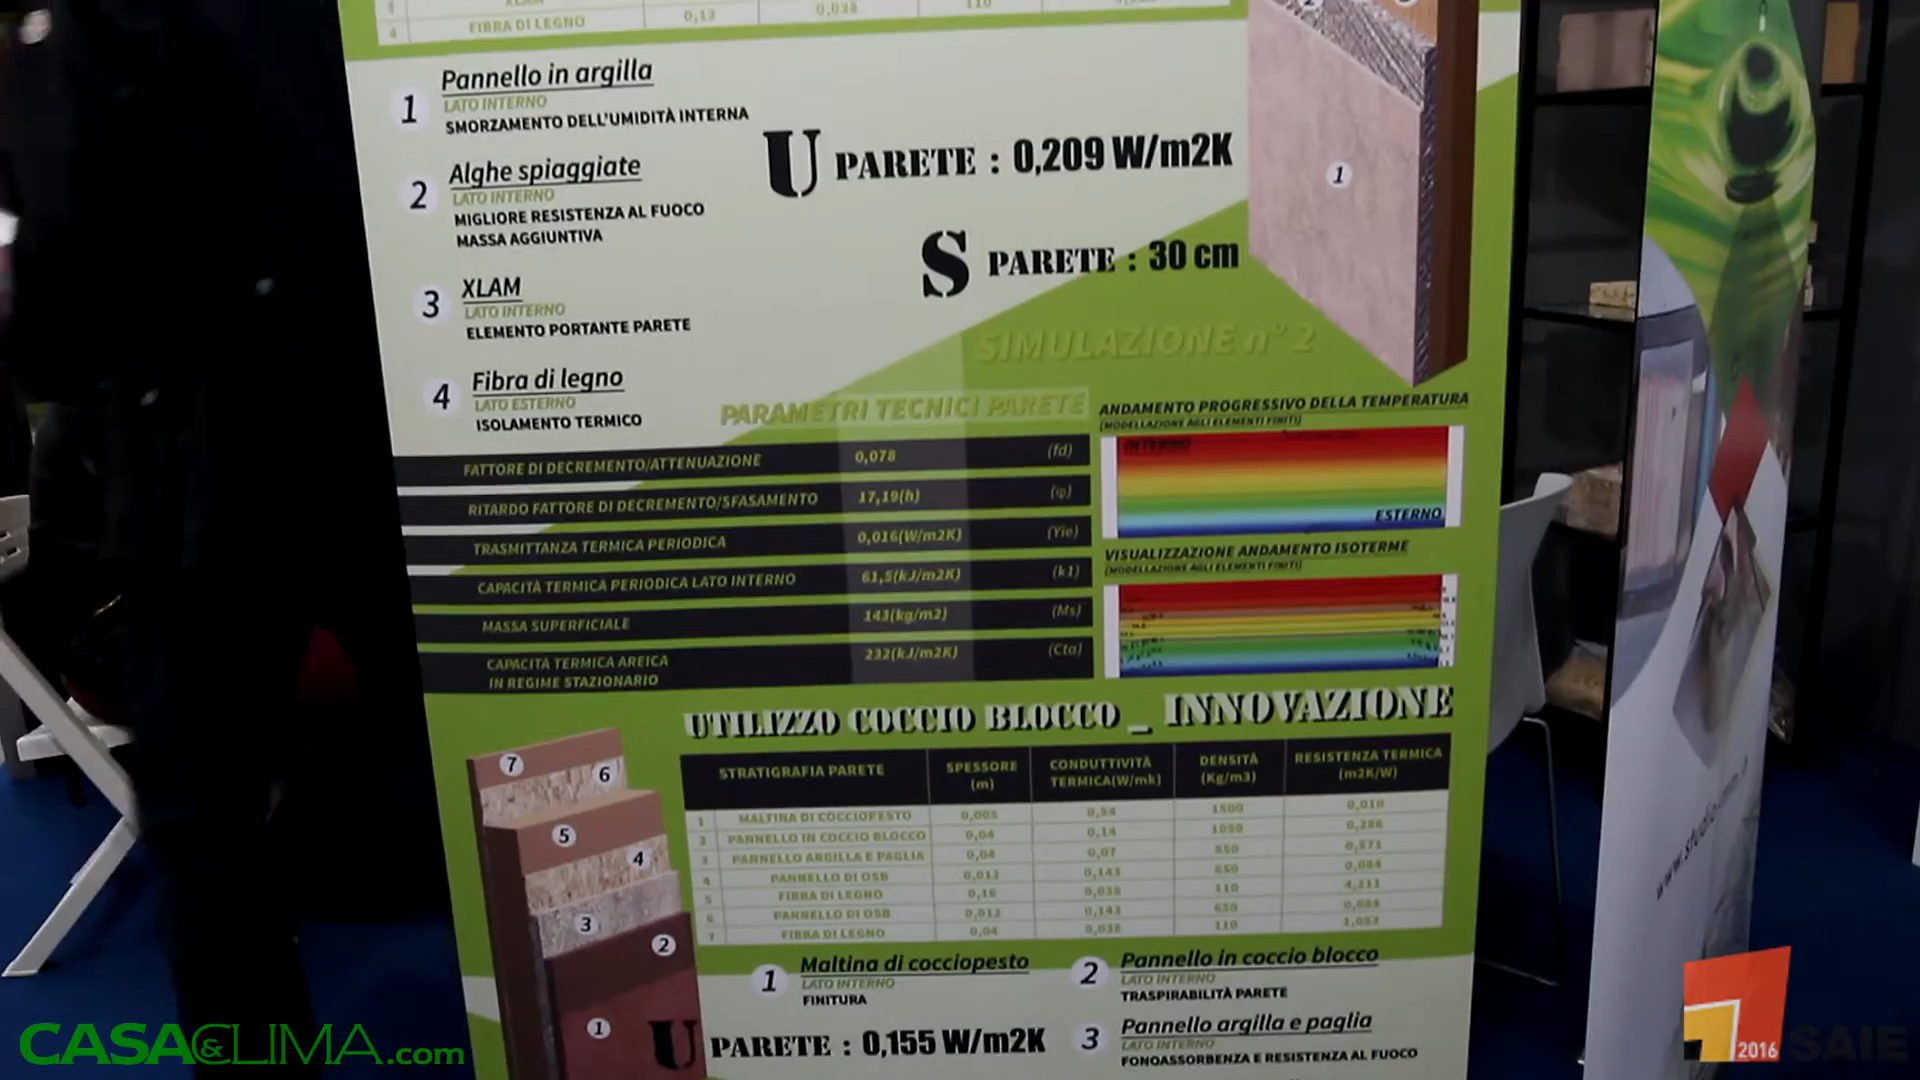 4 FIBRA DI LEGNO 0,13 0,038 110
1 Pannello in argilla
LATO INTERNO
SMORZAMENTO DELL'UMIDITÀ INTERNA
2 Alghe spiaggiate
LATO INTERNO
MIGLIORE RESISTENZA AL FUOCO
MASSA AGGIUNTIVA
3 XLAM
LATO INTERNO
ELEMENTO PORTANTE PARETE
4 Fibra di legno
LATO ESTERNO
ISOLAMENTO TERMICO
U PARETE : 0,209 W/m2K
S PARETE : 30 cm
1
SIMULAZIONE n° 2
PARAMETRI TECNICI PARETE
FATTORE DI DECREMENTO/ATTENUAZIONE 0,078 (fd)
RITARDO FATTORE DI DECREMENTO/SFASAMENTO 17,19(h) (φ)
TRASMITTANZA TERMICA PERIODICA 0,016(W/m2K) (Yie)
CAPACITÀ TERMICA PERIODICA LATO INTERNO 61,5(kJ/m2K) (k1)
MASSA SUPERFICIALE 143(kg/m2) (Ms)
CAPACITÀ TERMICA AREICA
IN REGIME STAZIONARIO 232(kJ/m2K) (Cta)
ANDAMENTO PROGRESSIVO DELLA TEMPERATURA
(MODELLAZIONE AGLI ELEMENTI FINITI)
INTERNO
ESTERNO
VISUALIZZAZIONE ANDAMENTO ISOTERME
(MODELLAZIONE AGLI ELEMENTI FINITI)
UTILIZZO COCCIO BLOCCO _ INNOVAZIONE
STRATIGRAFIA PARETE SPESSORE (m) CONDUTTIVITÀ TERMICA(W/mk) DENSITÀ (Kg/m3) RESISTENZA TERMICA (m2K/W)
1 MALTINA DI COCCIOPESTO 0,005 0,54 1500 0,010
2 PANNELLO IN COCCIO BLOCCO 0,04 0,14 1050 0,286
3 PANNELLO ARGILLA E PAGLIA 0,04 0,07 850 0,571
4 PANNELLO DI OSB 0,012 0,143 650 0,084
5 FIBRA DI LEGNO 0,16 0,038 110 4,211
6 PANNELLO DI OSB 0,012 0,143 650 0,084
7 FIBRA DI LEGNO 0,04 0,038 110 1,053
7
6
5
4
3
2
1
1 Maltina di cocciopesto
LATO INTERNO
FINITURA
2 Pannello in coccio blocco
LATO INTERNO
TRASPIRABILITÀ PARETE
U PARETE : 0,155 W/m2K
3 Pannello argilla e paglia
LATO INTERNO
FONOASSORBENZA E RESISTENZA AL FUOCO
CASA&CLIMA.com
2016 SAIE